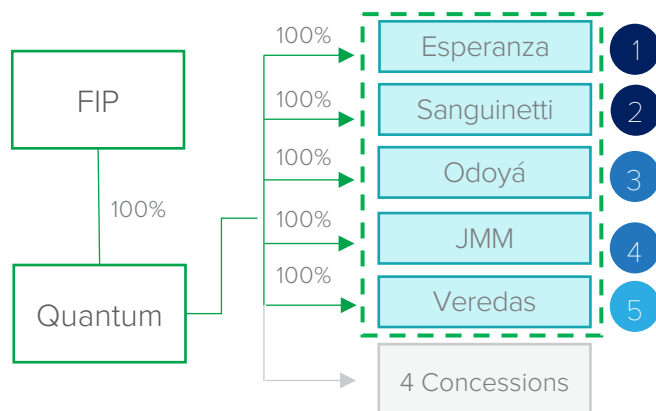 FIP
100%
Quantum
100%
Esperanza
1
100%
Sanguinetti
2
100%
Odoyá
3
100%
JMM
4
100%
Veredas
5
4 Concessions